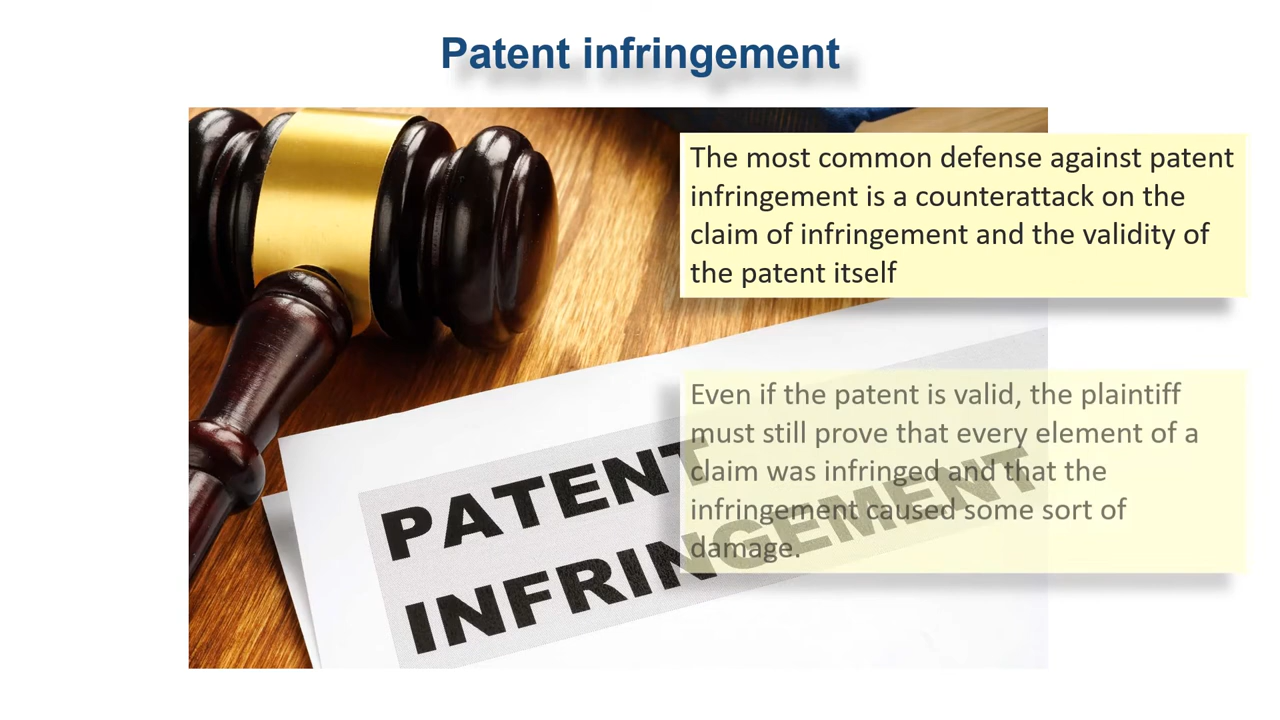 Patent infringement
The most common defense against patent
infringement is a counterattack on the
claim of infringement and the validity of
the patent itself
Even if the patent is valid, the plaintiff
must still prove that every element of a
claim was infringed and that the
infringement caused some sort of
damage.
PATENT
INFRINGEMENT